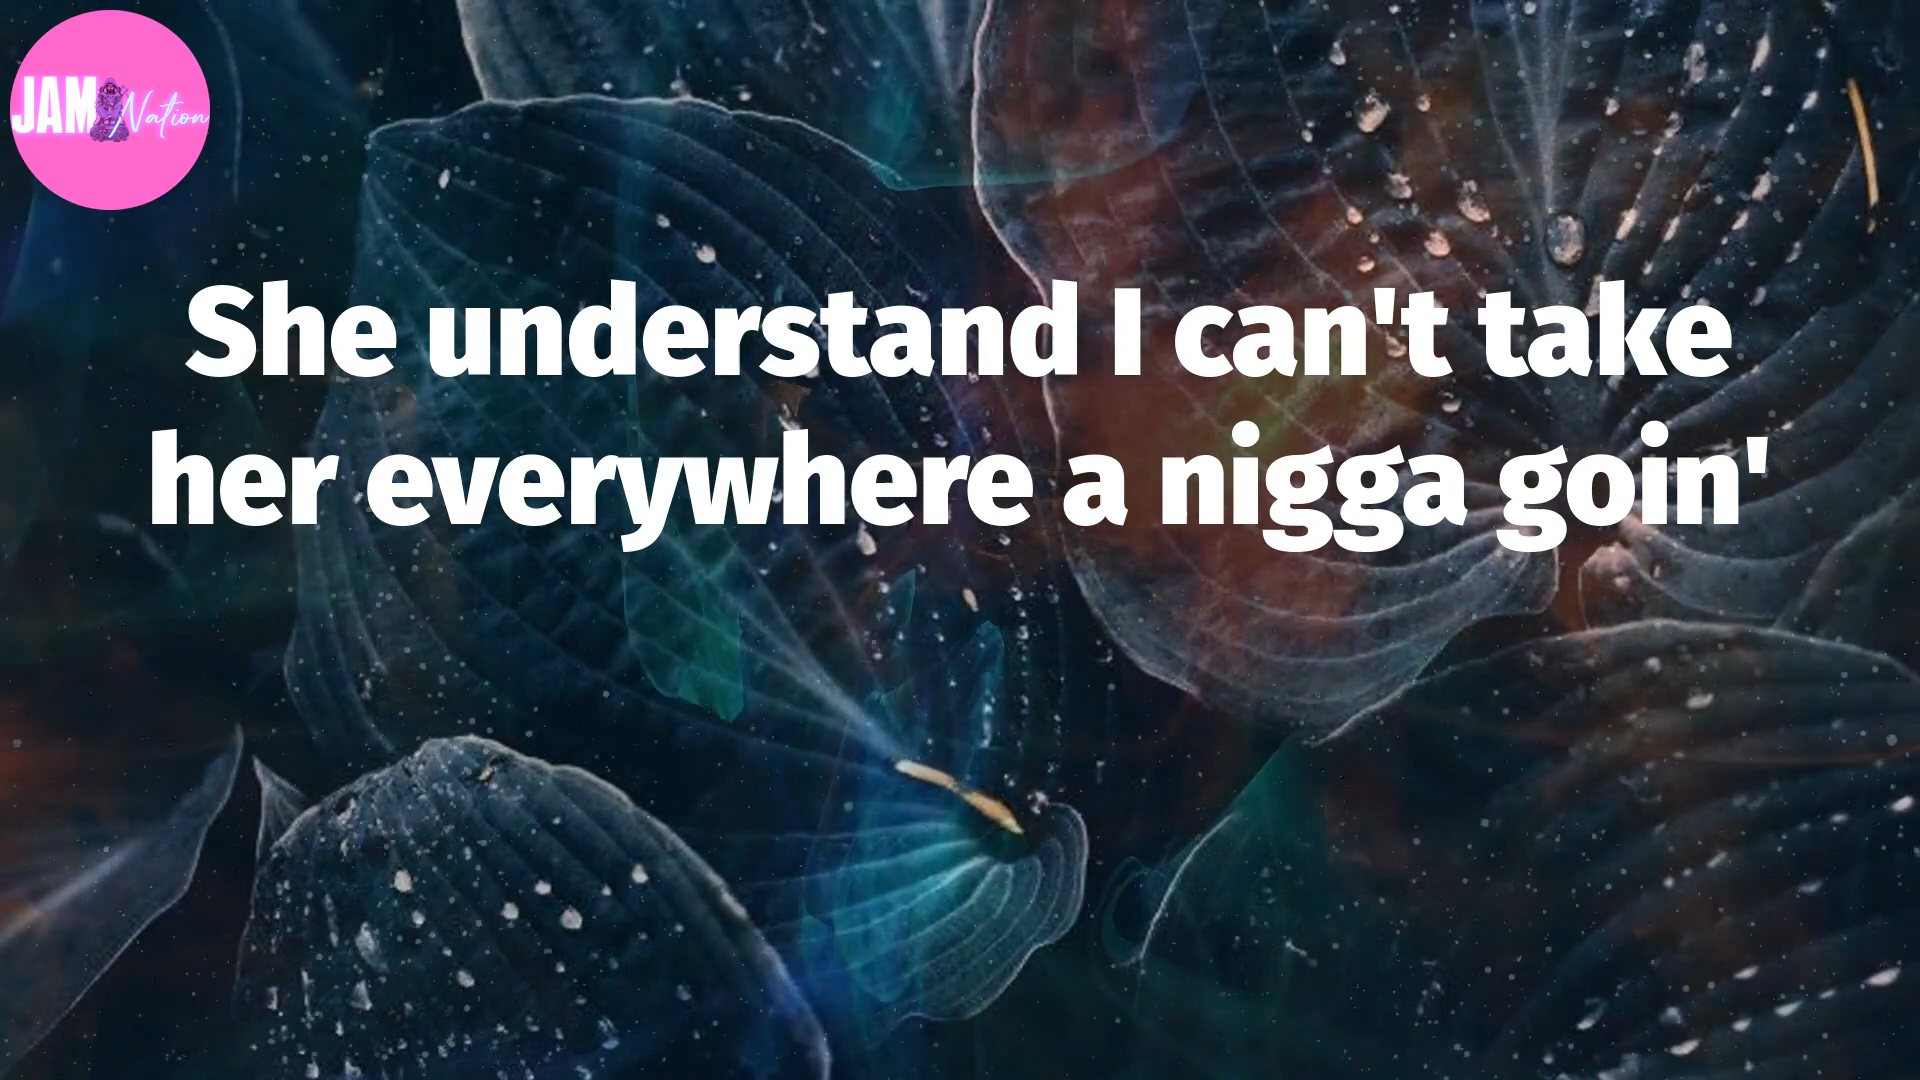 JAM Nation
She understand I can't take
her everywhere a nigga goin'